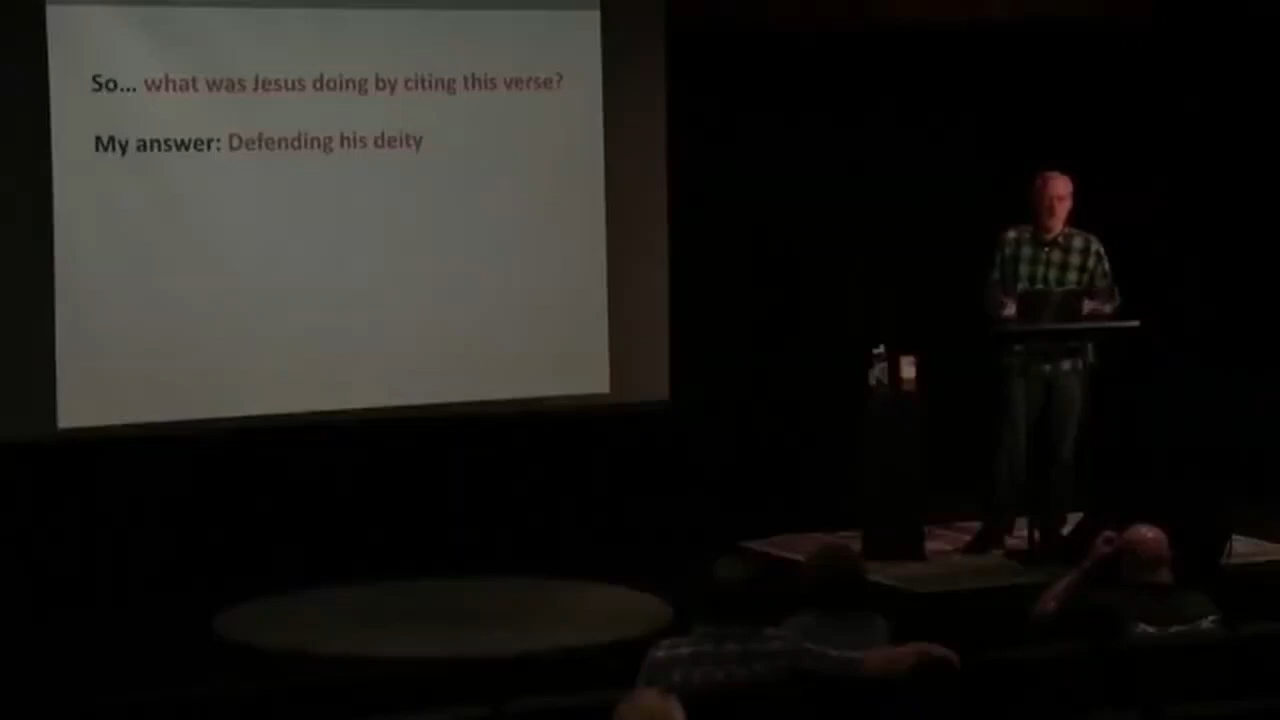 So... what was Jesus doing by citing this verse?
My answer: Defending his deity